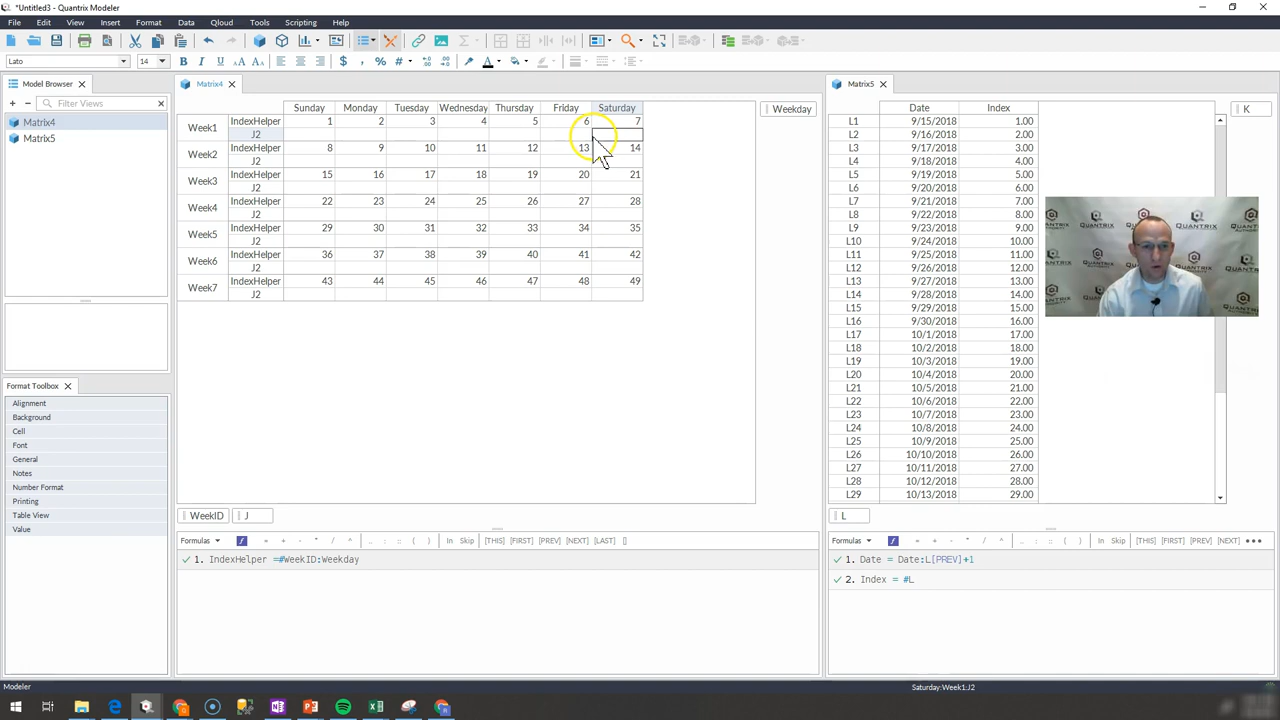 *Untitled3 - Quantrix Modeler
File Edit View Insert Format Data Qloud Tools Scripting Help
Lato 14 B I U $ , % #
Model Browser
Filter Views
Matrix4
Matrix5
Format Toolbox
Alignment
Background
Cell
Font
General
Notes
Number Format
Printing
Table View
Value
Matrix4
Sunday Monday Tuesday Wednesday Thursday Friday Saturday
Week1 IndexHelper 1 2 3 4 5 6 7
J2
Week2 IndexHelper 8 9 10 11 12 13 14
J2
Week3 IndexHelper 15 16 17 18 19 20 21
J2
Week4 IndexHelper 22 23 24 25 26 27 28
J2
Week5 IndexHelper 29 30 31 32 33 34 35
J2
Week6 IndexHelper 36 37 38 39 40 41 42
J2
Week7 IndexHelper 43 44 45 46 47 48 49
J2
Weekday
WeekID J
Formulas + + - * / ^ .. : :: ( ) In Skip [THIS] [FIRST] [PREV] [NEXT] [LAST] []
1. IndexHelper =#WeekID:Weekday
Matrix5
Date Index
L1 9/15/2018 1.00
L2 9/16/2018 2.00
L3 9/17/2018 3.00
L4 9/18/2018 4.00
L5 9/19/2018 5.00
L6 9/20/2018 6.00
L7 9/21/2018 7.00
L8 9/22/2018 8.00
L9 9/23/2018 9.00
L10 9/24/2018 10.00
L11 9/25/2018 11.00
L12 9/26/2018 12.00
L13 9/27/2018 13.00
L14 9/28/2018 14.00
L15 9/29/2018 15.00
L16 9/30/2018 16.00
L17 10/1/2018 17.00
L18 10/2/2018 18.00
L19 10/3/2018 19.00
L20 10/4/2018 20.00
L21 10/5/2018 21.00
L22 10/6/2018 22.00
L23 10/7/2018 23.00
L24 10/8/2018 24.00
L25 10/9/2018 25.00
L26 10/10/2018 26.00
L27 10/11/2018 27.00
L28 10/12/2018 28.00
L29 10/13/2018 29.00
K
L
Formulas In Skip [THIS] [FIRST] [PREV] [NEXT]
1. Date = Date:L[PREV]+1
2. Index = #L
QUANTRIX
Modeler
Saturday:Week1:J2